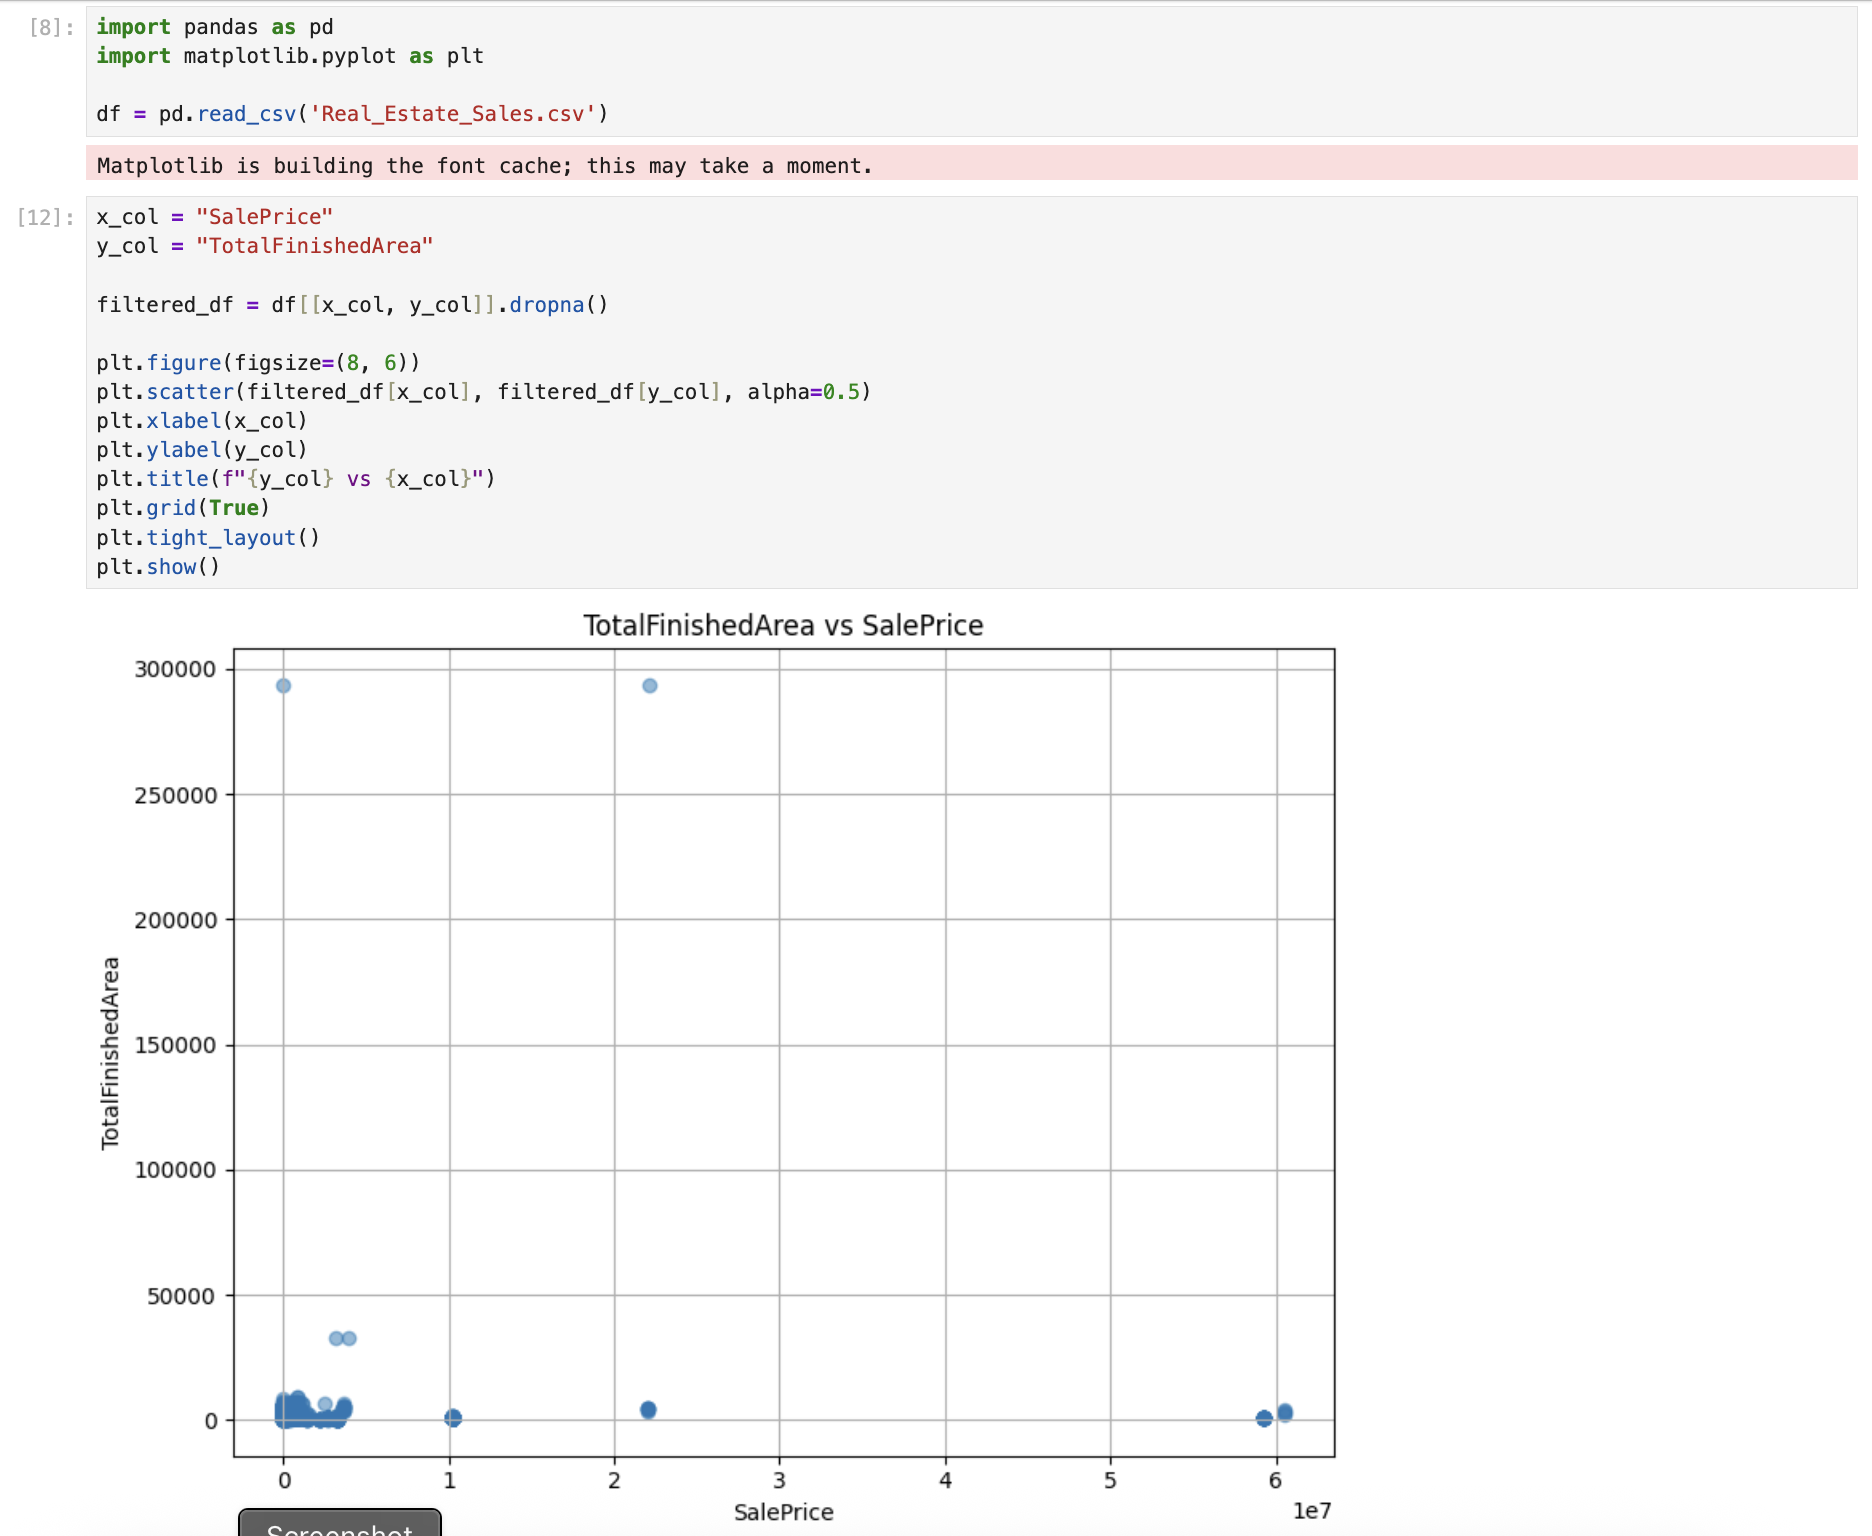 [8]:
import pandas as pd
import matplotlib.pyplot as plt
df = pd.read_csv('Real_Estate_Sales.csv')
Matplotlib is building the font cache; this may take a moment.
[12]:
x_col = "SalePrice"
y_col = "TotalFinishedArea"
filtered_df = df[[x_col, y_col]].dropna()
plt.figure(figsize=(8, 6))
plt.scatter(filtered_df[x_col], filtered_df[y_col], alpha=0.5)
plt.xlabel(x_col)
plt.ylabel(y_col)
plt.title(f"{y_col} vs {x_col}")
plt.grid(True)
plt.tight_layout()
plt.show()
TotalFinishedArea vs SalePrice
300000
250000
200000
150000
100000
50000
0
TotalFinishedArea
0 1 2 3 4 5 6
1e7
SalePrice
Screenshot